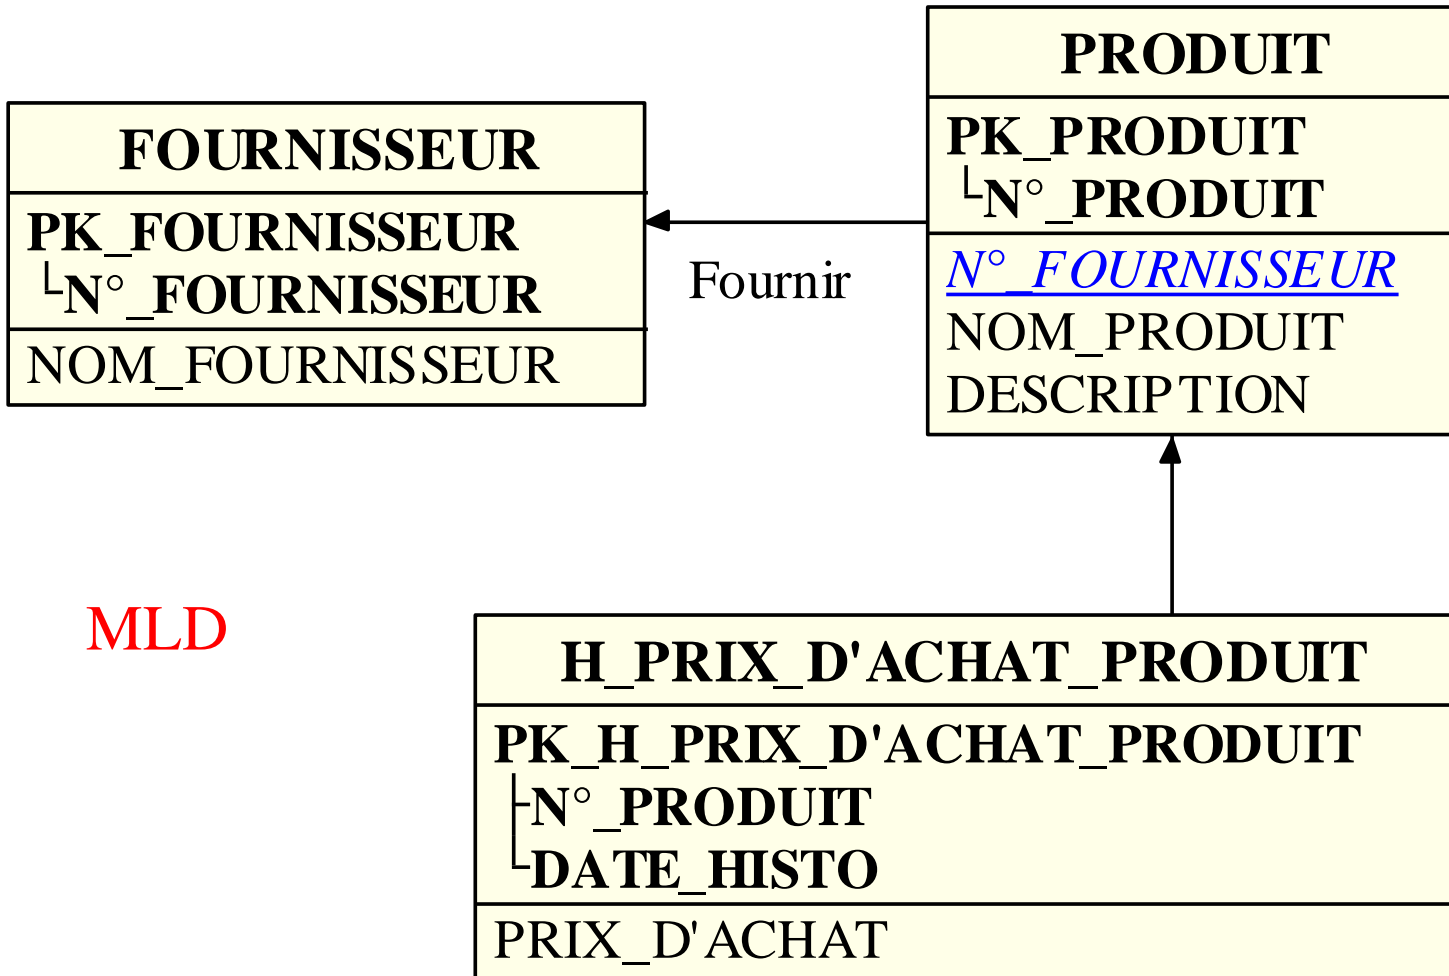 PRODUIT
PK_PRODUIT
N°_PRODUIT
N°_FOURNISSEUR
NOM_PRODUIT
DESCRIPTION
FOURNISSEUR
PK_FOURNISSEUR
N°_FOURNISSEUR
NOM_FOURNISSEUR
Fournir
MLD
H_PRIX_D'ACHAT_PRODUIT
PK_H_PRIX_D'ACHAT_PRODUIT
N°_PRODUIT
DATE_HISTO
PRIX_D'ACHAT